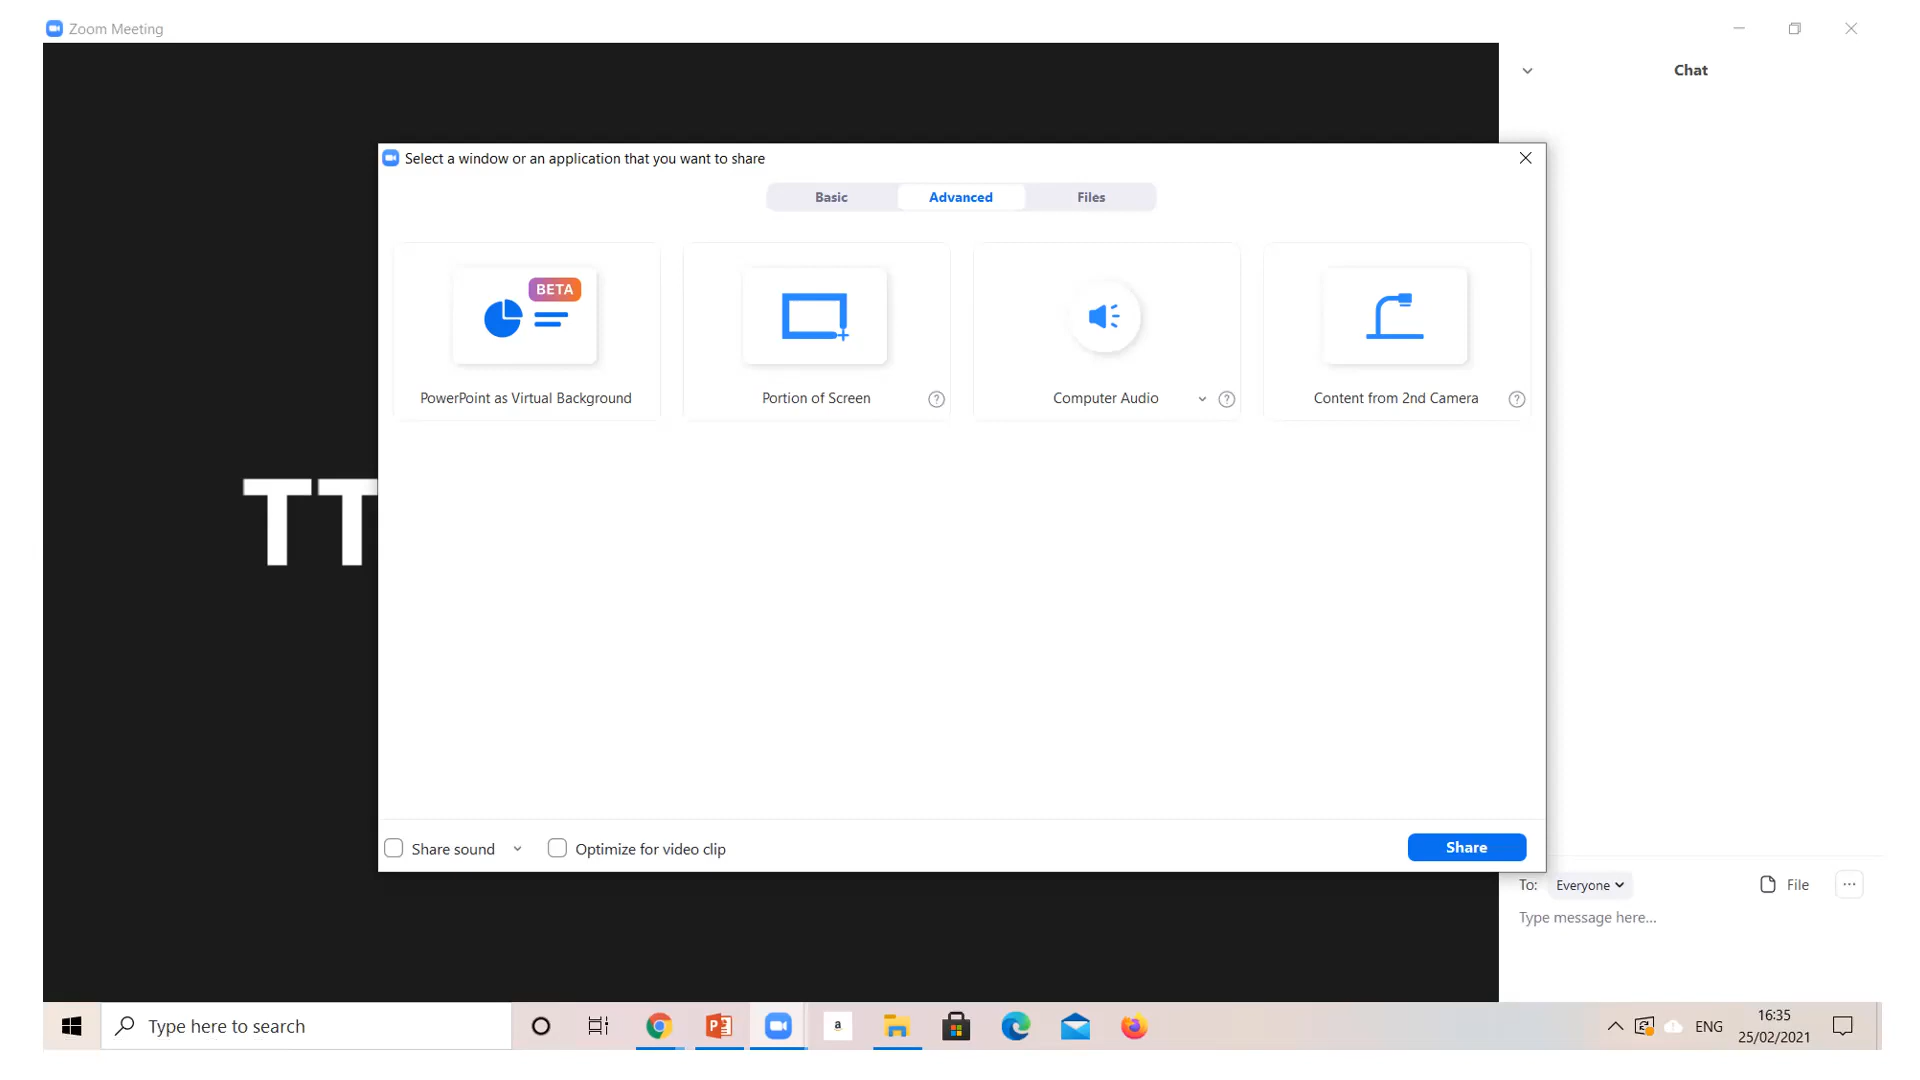 Zoom Meeting
Chat
Select a window or an application that you want to share
Basic
Advanced
Files
BETA
PowerPoint as Virtual Background
Portion of Screen
?
Computer Audio
?
Content from 2nd Camera
?
TT
Share sound
Optimize for video clip
Share
To:
Everyone
File
...
Type message here...
Type here to search
P
a
ENG
16:35
25/02/2021